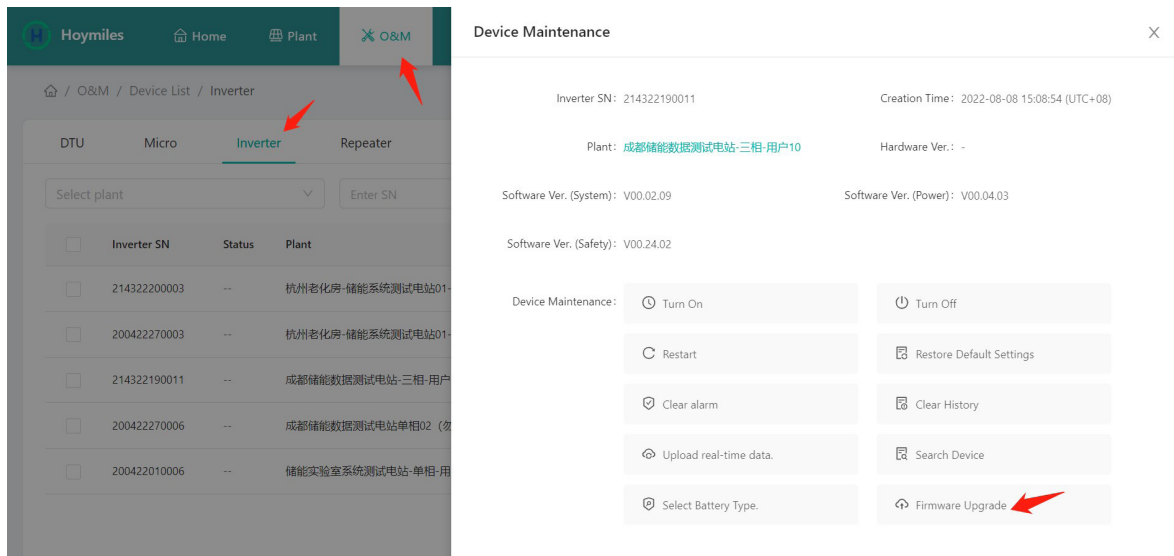 Hoymiles Home Plant O&M
/ O&M / Device List / Inverter
DTU Micro Inverter Repeater
Select plant Enter SN
Inverter SN Status Plant
214322200003 -- 杭州老化房-储能系统测试电站01-
200422270003 -- 杭州老化房-储能系统测试电站01-
214322190011 -- 成都储能数据测试电站-三相-用户
200422270006 -- 成都储能数据测试电站单相02（勿
200422010006 -- 储能实验室系统测试电站-单相-用
Device Maintenance
Inverter SN: 214322190011 Creation Time: 2022-08-08 15:08:54 (UTC+08)
Plant: 成都储能数据测试电站-三相-用户10 Hardware Ver.: -
Software Ver. (System): V00.02.09 Software Ver. (Power): V00.04.03
Software Ver. (Safety): V00.24.02
Device Maintenance: Turn On Turn Off
Restart Restore Default Settings
Clear alarm Clear History
Upload real-time data. Search Device
Select Battery Type. Firmware Upgrade